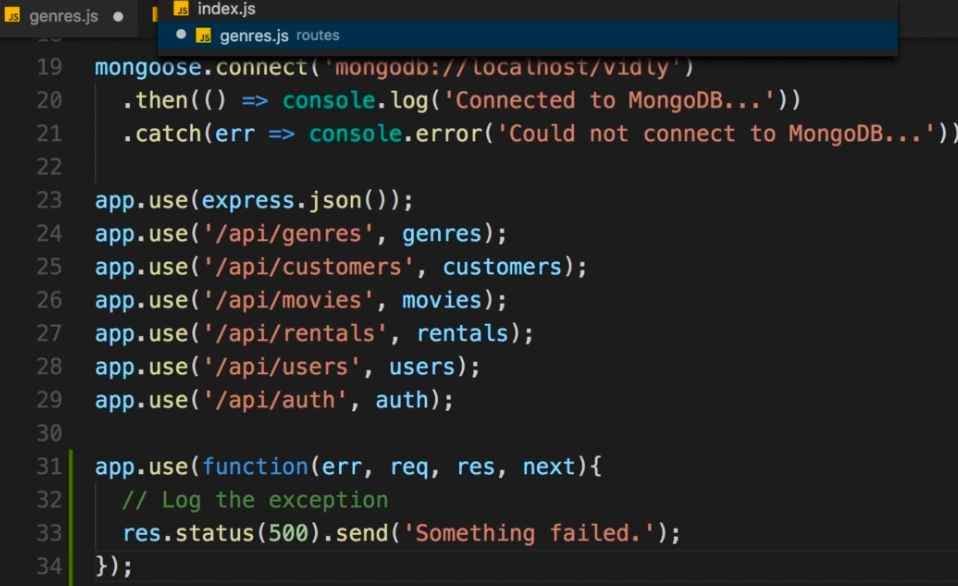 JS genres.js ●
JS index.js
● JS genres.js routes
19 mongoose.connect('mongodb://localhost/vidly')
20   .then(() => console.log('Connected to MongoDB...'))
21   .catch(err => console.error('Could not connect to MongoDB...'))
22
23 app.use(express.json());
24 app.use('/api/genres', genres);
25 app.use('/api/customers', customers);
26 app.use('/api/movies', movies);
27 app.use('/api/rentals', rentals);
28 app.use('/api/users', users);
29 app.use('/api/auth', auth);
30
31 app.use(function(err, req, res, next){
32   // Log the exception
33   res.status(500).send('Something failed.');
34 });